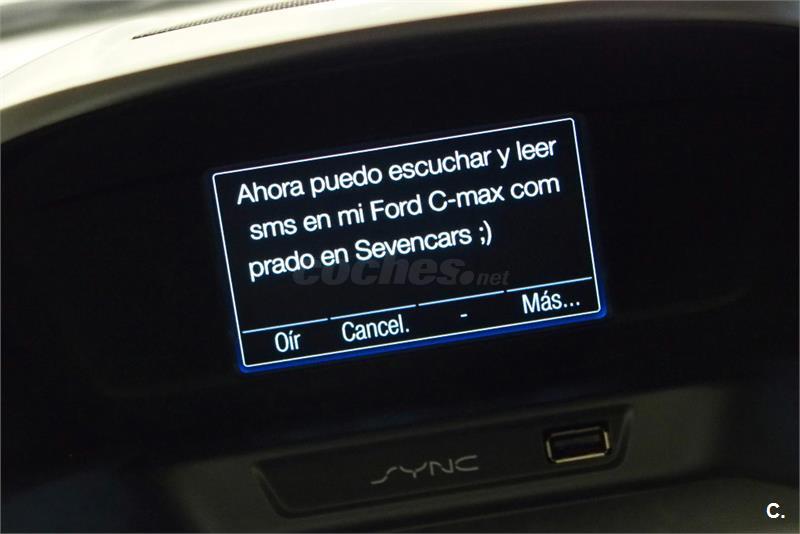 Ahora puedo escuchar y leer
sms en mi Ford C-max com
prado en Sevencars ;)
coches.net
Oír Cancel. - Más...
SYNC
C.